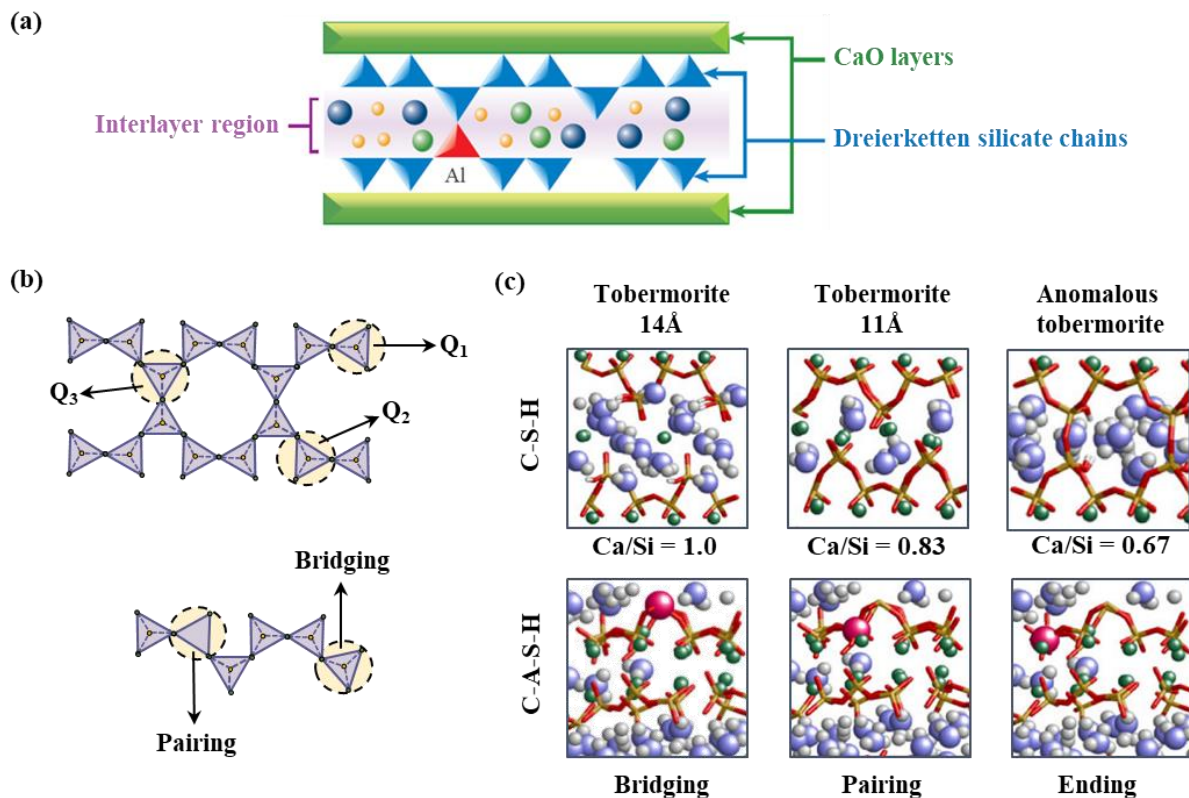 (a)
CaO layers
Interlayer region
Dreierketten silicate chains
Al
(b)
Q1
Q3
Q2
Bridging
Pairing
(c)
Tobermorite 14Å
Tobermorite 11Å
Anomalous tobermorite
C-S-H
Ca/Si = 1.0
Ca/Si = 0.83
Ca/Si = 0.67
C-A-S-H
Bridging
Pairing
Ending